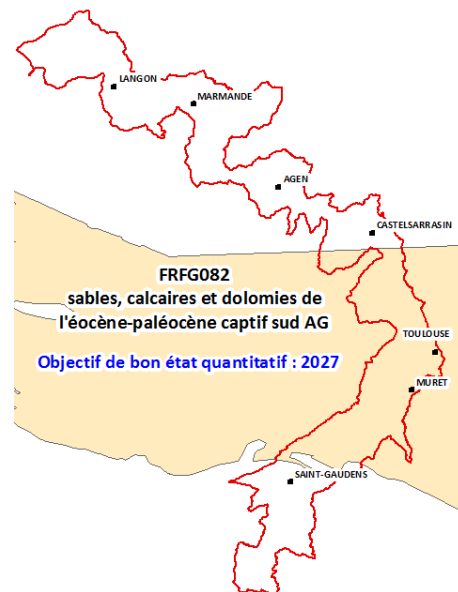 LANGON
MARMANDE
AGEN
CASTELSARRASIN
FRFG082
sables, calcaires et dolomies de
l'éocène-paléocène captif sud AG
TOULOUSE
Objectif de bon état quantitatif : 2027
MURET
SAINT-GAUDENS